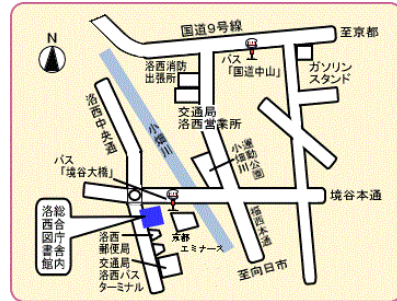 N
国道9号線
至京都
洛西消防
出張所
バス
「国道中山」
ガソリン
スタンド
交通局
洛西営業所
洛西中央通
小畑川
小畑川
運動公園
バス
「境谷大橋」
境谷本通
福西本通
洛西
総合庁舎内
洛西図書館
洛西
郵便局
京都
エミナース
交通局
洛西バス
ターミナル
至向日市